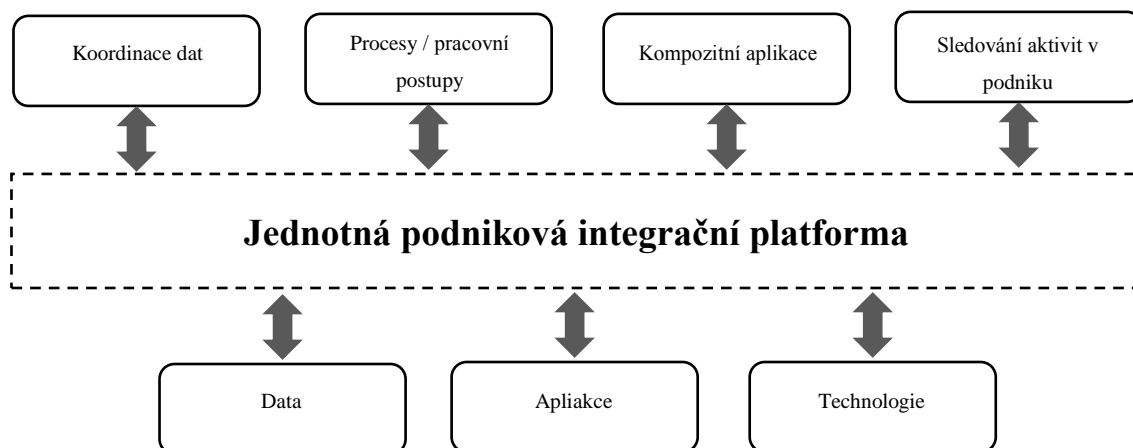 Koordinace dat
Procesy / pracovní
postupy
Kompozitní aplikace
Sledování aktivit v
podniku
Jednotná podniková integrační platforma
Data
Apliakce
Technologie